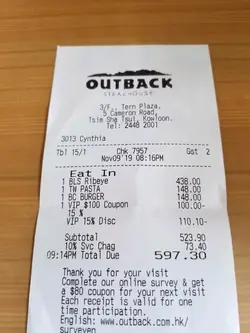 OUTBACK
STEAKHOUSE
3/F., Tern Plaza,
5 Cameron Road,
Tsim Sha Tsui, Kowloon.
Tel: 2448 2001
3013 Cynthia
Tbl 15/1 Chk 7957 Gst 2
Nov09'19 08:16PM
Eat In
1 BLS Ribeye 438.00
1 TW PASTA 148.00
1 BC BURGER 148.00
1 VIP $100 Coupon 100.00-
15 %
VIP 15% Disc 110.10-
Subtotal 523.90
10% Svc Chag 73.40
09:14PM Total Due 597.30
Thank you for your visit
Complete our online survey & get
a $80 coupon for your next visit
Each receipt is valid for one
time participation.
English: www.outback.com.hk/
surveyen